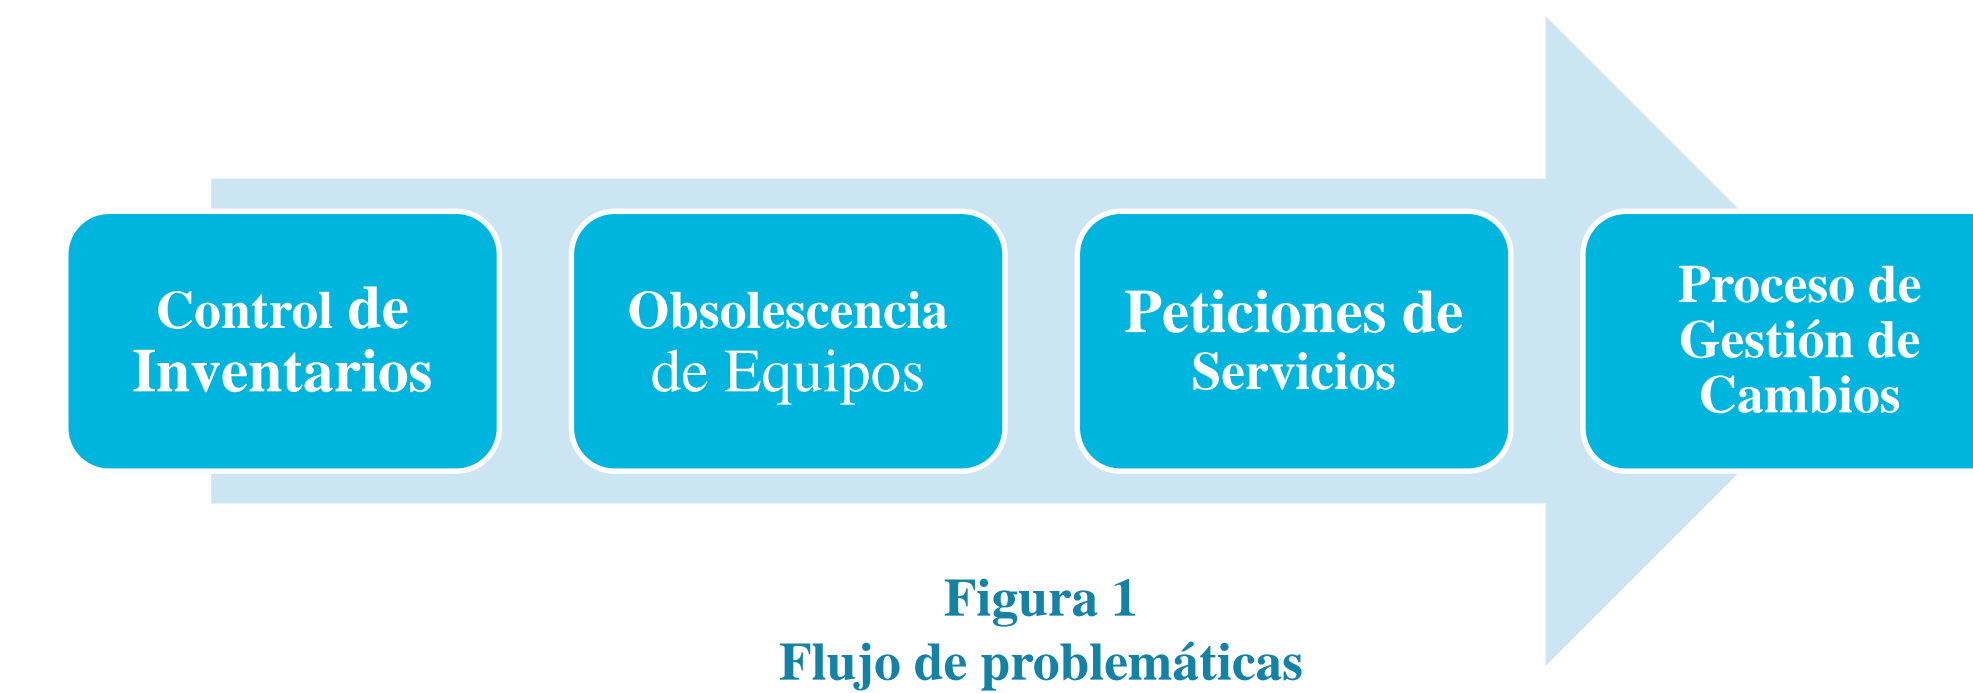 Control de
Inventarios
Obsolescencia
de Equipos
Peticiones de
Servicios
Proceso de
Gestión de
Cambios
Figura 1
Flujo de problemáticas